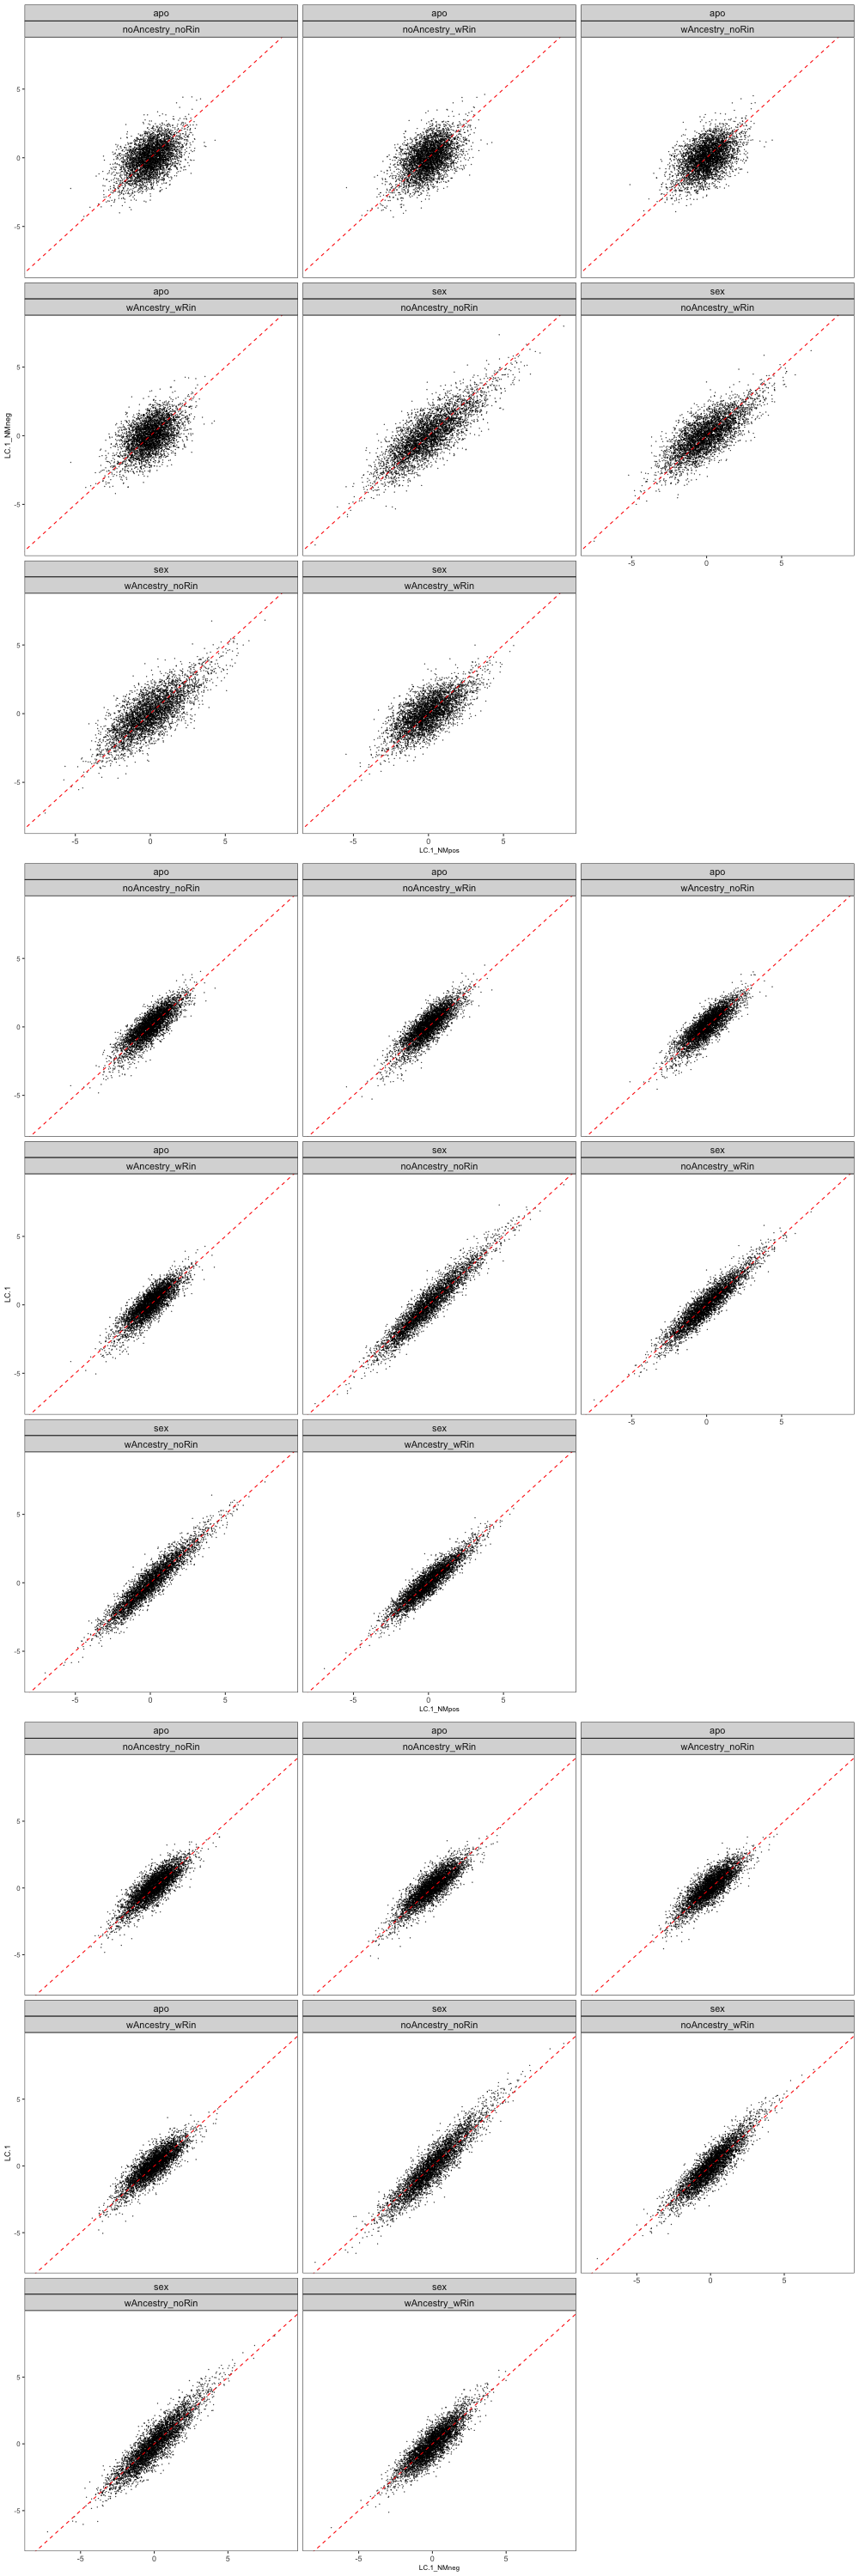 apo apo apo
noAncestry_noRin noAncestry_wRin wAncestry_noRin
5
0
-5
apo sex sex
wAncestry_wRin noAncestry_noRin noAncestry_wRin
5
LC.1_NMneg
0
-5
-5 0 5
sex sex
wAncestry_noRin wAncestry_wRin
5
0
-5
-5 0 5 -5 0 5
LC.1_NMpos
apo apo apo
noAncestry_noRin noAncestry_wRin wAncestry_noRin
5
0
-5
apo sex sex
wAncestry_wRin noAncestry_noRin noAncestry_wRin
5
LC.1
0
-5
-5 0 5
sex sex
wAncestry_noRin wAncestry_wRin
5
0
-5
-5 0 5 -5 0 5
LC.1_NMpos
apo apo apo
noAncestry_noRin noAncestry_wRin wAncestry_noRin
5
0
-5
apo sex sex
wAncestry_wRin noAncestry_noRin noAncestry_wRin
5
LC.1
0
-5
-5 0 5
sex sex
wAncestry_noRin wAncestry_wRin
5
0
-5
-5 0 5 -5 0 5
LC.1_NMneg